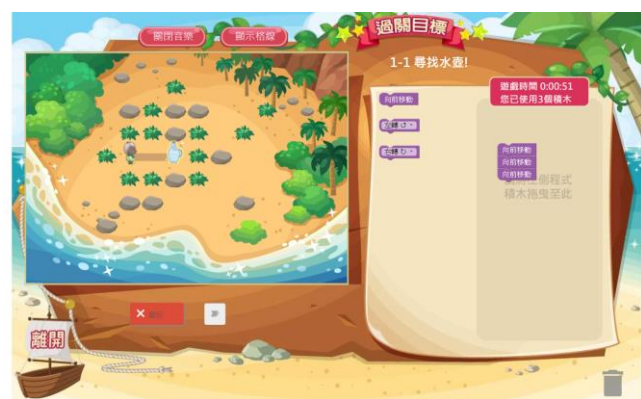 關閉音樂
顯示格線
過關目標
1-1 尋找水壺!
遊戲時間 0:00:51
您已使用3個積木
向前移動
向前移動
向前移動
向前移動
側程式
積木拖曳至此
離開